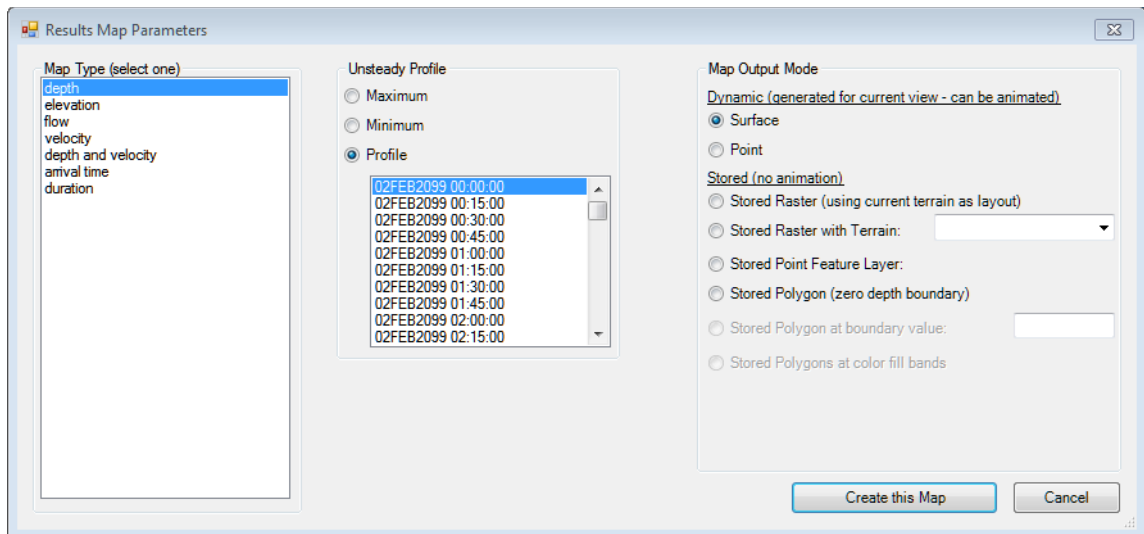 Results Map Parameters
Map Type (select one)
depth
elevation
flow
velocity
depth and velocity
arrival time
duration
Unsteady Profile
Maximum
Minimum
Profile
02FEB2099 00:00:00
02FEB2099 00:15:00
02FEB2099 00:30:00
02FEB2099 00:45:00
02FEB2099 01:00:00
02FEB2099 01:15:00
02FEB2099 01:30:00
02FEB2099 01:45:00
02FEB2099 02:00:00
02FEB2099 02:15:00
Map Output Mode
Dynamic (generated for current view - can be animated)
Surface
Point
Stored (no animation)
Stored Raster (using current terrain as layout)
Stored Raster with Terrain:
Stored Point Feature Layer:
Stored Polygon (zero depth boundary)
Stored Polygon at boundary value:
Stored Polygons at color fill bands
Create this Map
Cancel